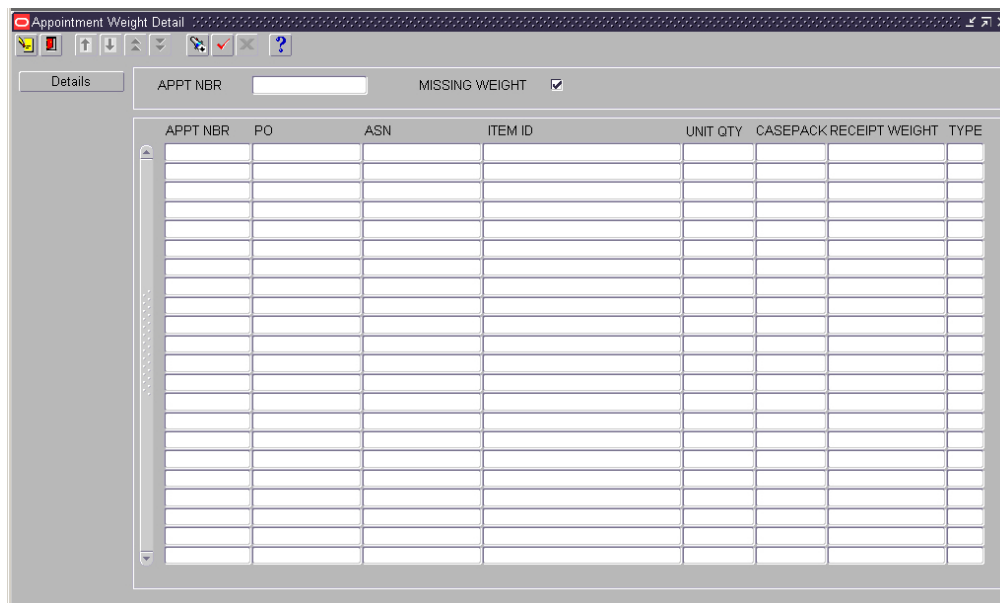 Appointment Weight Detail
?
Details
APPT NBR MISSING WEIGHT
APPT NBR PO ASN ITEM ID UNIT QTY CASEPACK RECEIPT WEIGHT TYPE